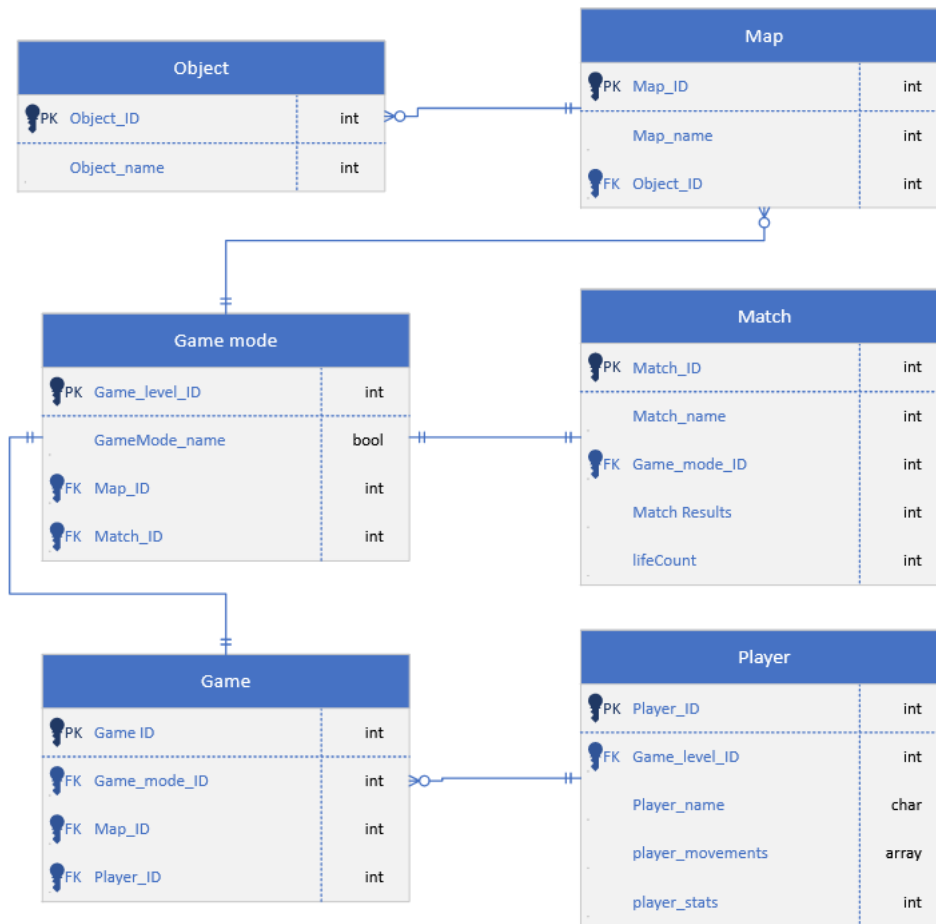 Object
PK Object_ID int
Object_name int
Map
PK Map_ID int
Map_name int
FK Object_ID int
Game mode
PK Game_level_ID int
GameMode_name bool
FK Map_ID int
FK Match_ID int
Match
PK Match_ID int
Match_name int
FK Game_mode_ID int
Match Results int
lifeCount int
Game
PK Game ID int
FK Game_mode_ID int
FK Map_ID int
FK Player_ID int
Player
PK Player_ID int
FK Game_level_ID int
Player_name char
player_movements array
player_stats int